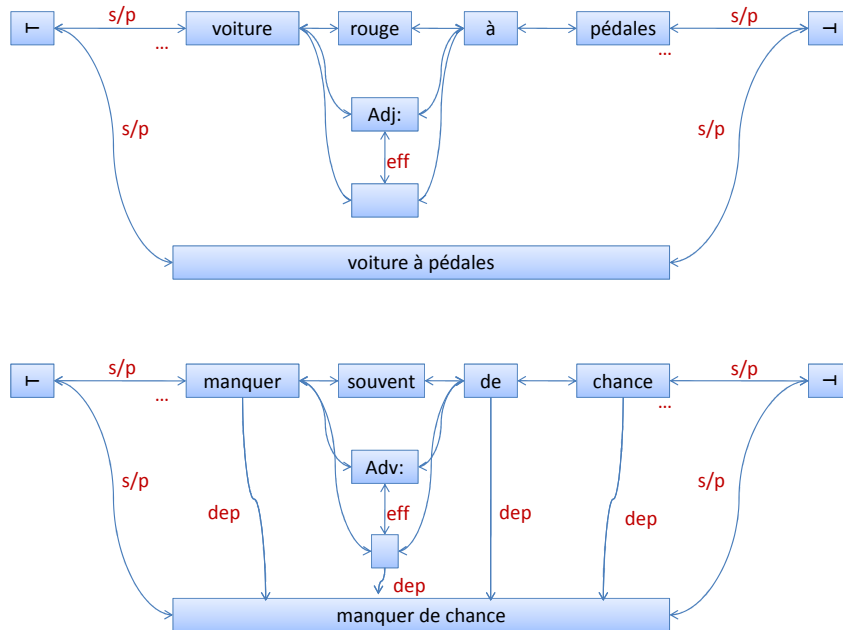 s/p s/p
⊢ voiture rouge à pédales ⊣
... ...
Adj:
s/p s/p
eff
voiture à pédales
s/p s/p
⊢ manquer souvent de chance ⊣
... ...
Adv:
s/p s/p
dep eff dep dep
dep
manquer de chance